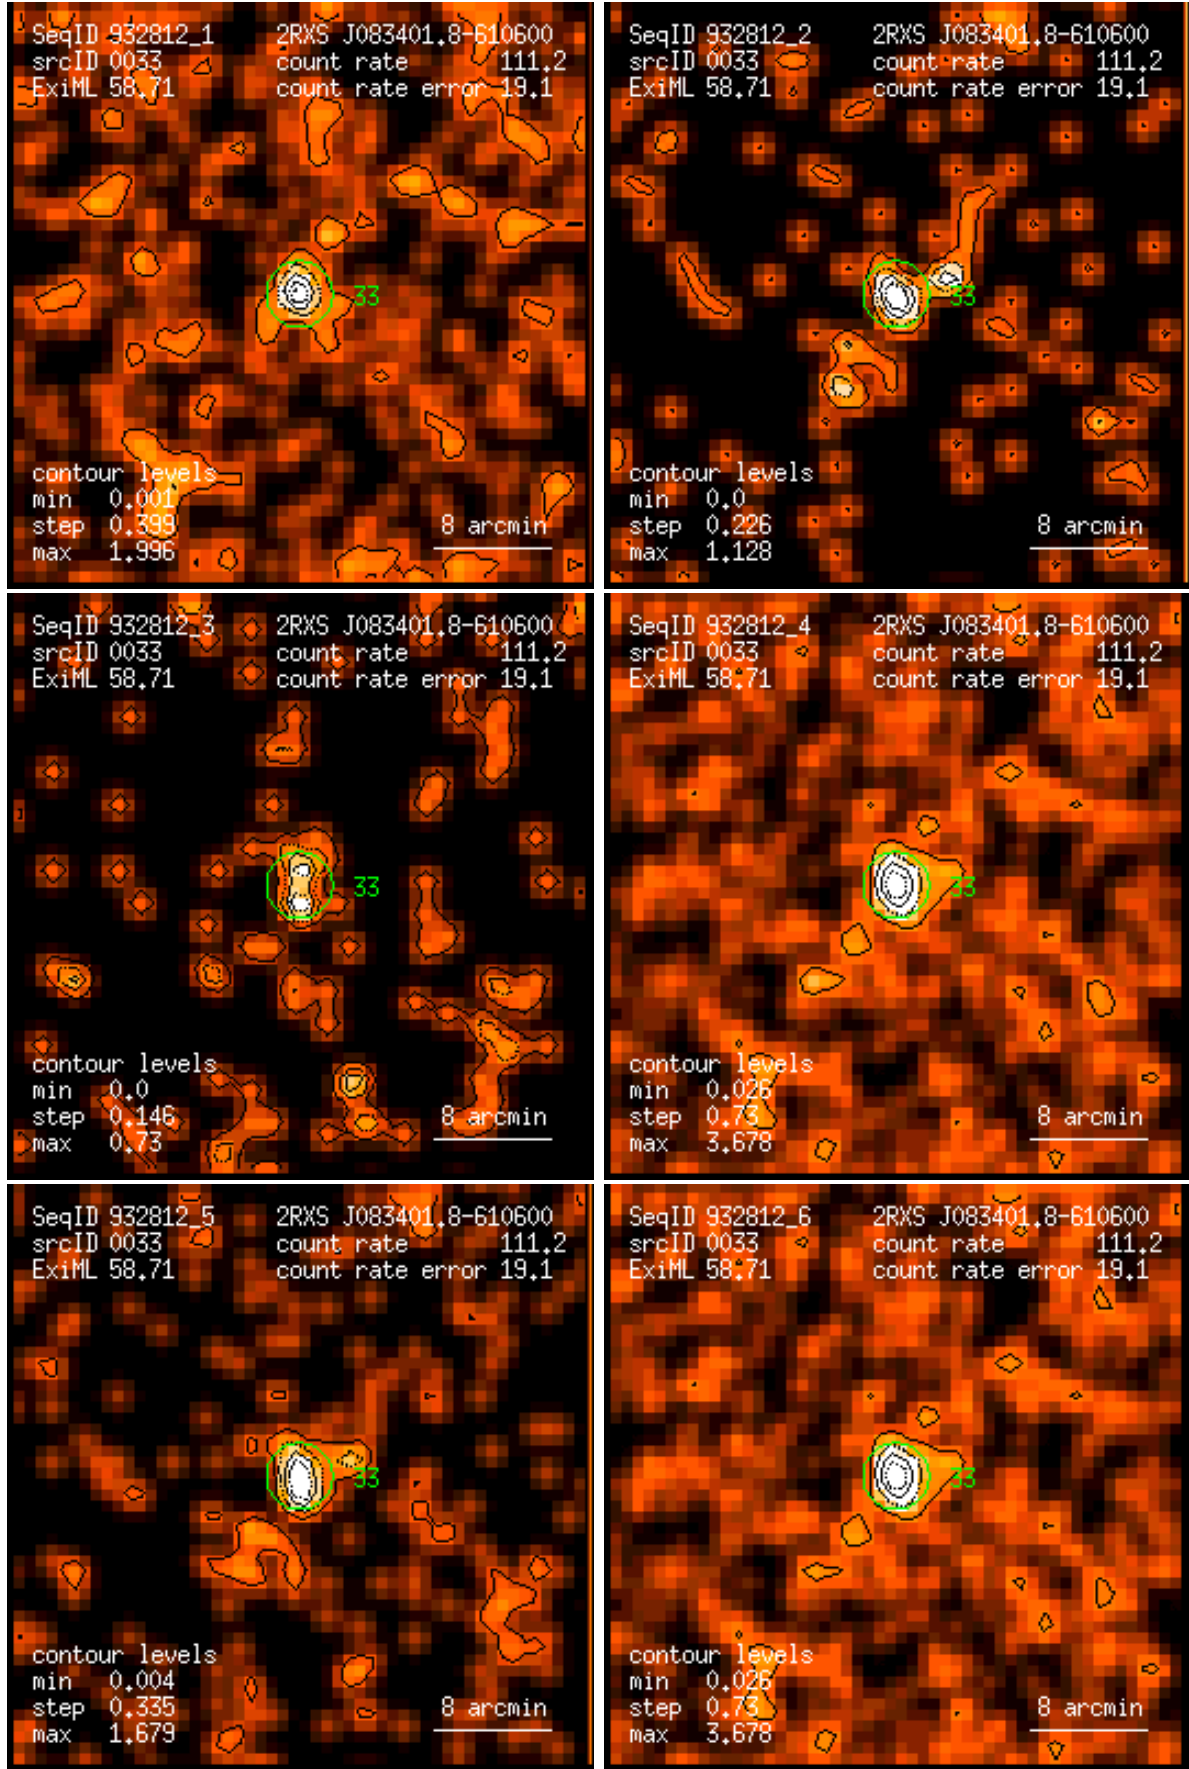 SeqID 932812_1 2RXS J083401.8-610600
srcID 0033 count rate 111.2
ExiML 58.71 count rate error 19.1
33
contour levels
min 0.001
step 0.399 8 arcmin
max 1.996
SeqID 932812_2 2RXS J083401.8-610600
srcID 0033 count rate 111.2
ExiML 58.71 count rate error 19.1
33
contour levels
min 0.0
step 0.226 8 arcmin
max 1.128
SeqID 932812_3 2RXS J083401.8-610600
srcID 0033 count rate 111.2
ExiML 58.71 count rate error 19.1
33
contour levels
min 0.0
step 0.146 8 arcmin
max 0.73
SeqID 932812_4 2RXS J083401.8-610600
srcID 0033 count rate 111.2
ExiML 58.71 count rate error 19.1
33
contour levels
min 0.026
step 0.73 8 arcmin
max 3.678
SeqID 932812_5 2RXS J083401.8-610600
srcID 0033 count rate 111.2
ExiML 58.71 count rate error 19.1
33
contour levels
min 0.004
step 0.335 8 arcmin
max 1.679
SeqID 932812_6 2RXS J083401.8-610600
srcID 0033 count rate 111.2
ExiML 58.71 count rate error 19.1
33
contour levels
min 0.026
step 0.73 8 arcmin
max 3.678